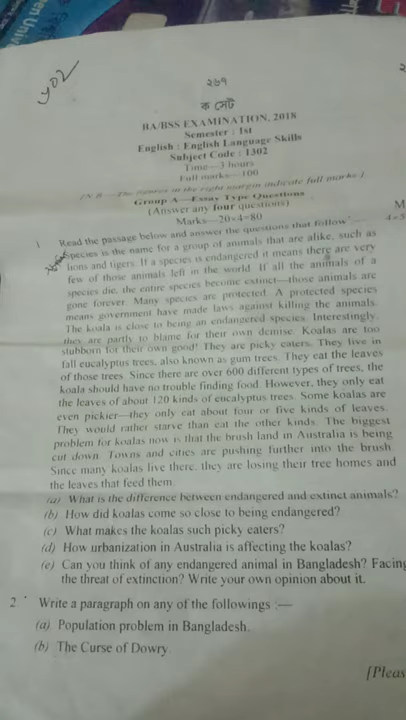 een Univ
302
২৬৭
ক সেট
BA/BSS EXAMINATION, 2018
Semester : 1st
English : English Language Skills
Subject Code : 1302
Time—3 hours
Full marks—100
[N.B.—The figures in the right margin indicate full marks.]
Group A—Essay Type Questions
(Answer any four questions)
Marks—20×4=80
M
1 Read the passage below and answer the questions that follow :— 4×5
Species is the name for a group of animals that are alike, such as
lions and tigers. If a species is endangered it means there are very
few of those animals left in the world. If all the animals of a
species die, the entire species become extinct—those animals are
gone forever. Many species are protected. A protected species
means government have made laws against killing the animals.
The koala is close to being an endangered species. Interestingly,
they are partly to blame for their own demise. Koalas are too
stubborn for their own good! They are picky eaters. They live in
fall eucalyptus trees, also known as gum trees. They eat the leaves
of those trees. Since there are over 600 different types of trees, the
koala should have no trouble finding food. However, they only eat
the leaves of about 120 kinds of eucalyptus trees. Some koalas are
even pickier—they only eat about four or five kinds of leaves.
They would rather starve than eat the other kinds. The biggest
problem for koalas now is that the brush land in Australia is being
cut down. Towns and cities are pushing further into the brush.
Since many koalas live there, they are losing their tree homes and
the leaves that feed them.
(a) What is the difference between endangered and extinct animals?
(b) How did koalas come so close to being endangered?
(c) What makes the koalas such picky eaters?
(d) How urbanization in Australia is affecting the koalas?
(e) Can you think of any endangered animal in Bangladesh? Facing
the threat of extinction? Write your own opinion about it.
2 Write a paragraph on any of the followings :—
(a) Population problem in Bangladesh.
(b) The Curse of Dowry.
[Pleas